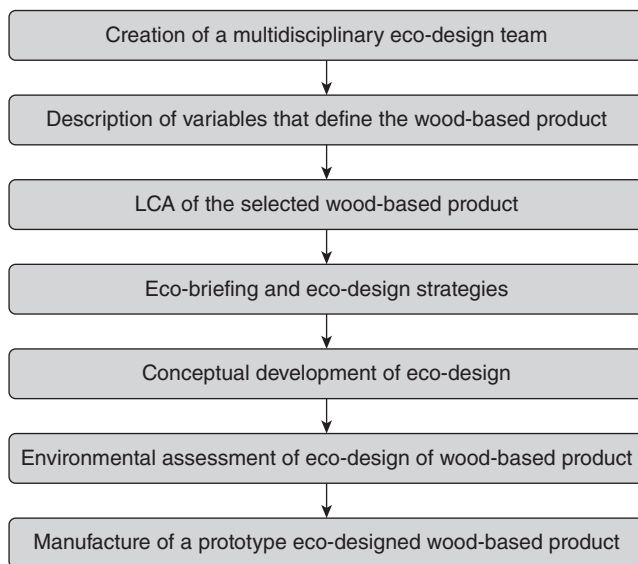 Creation of a multidisciplinary eco-design team
Description of variables that define the wood-based product
LCA of the selected wood-based product
Eco-briefing and eco-design strategies
Conceptual development of eco-design
Environmental assessment of eco-design of wood-based product
Manufacture of a prototype eco-designed wood-based product